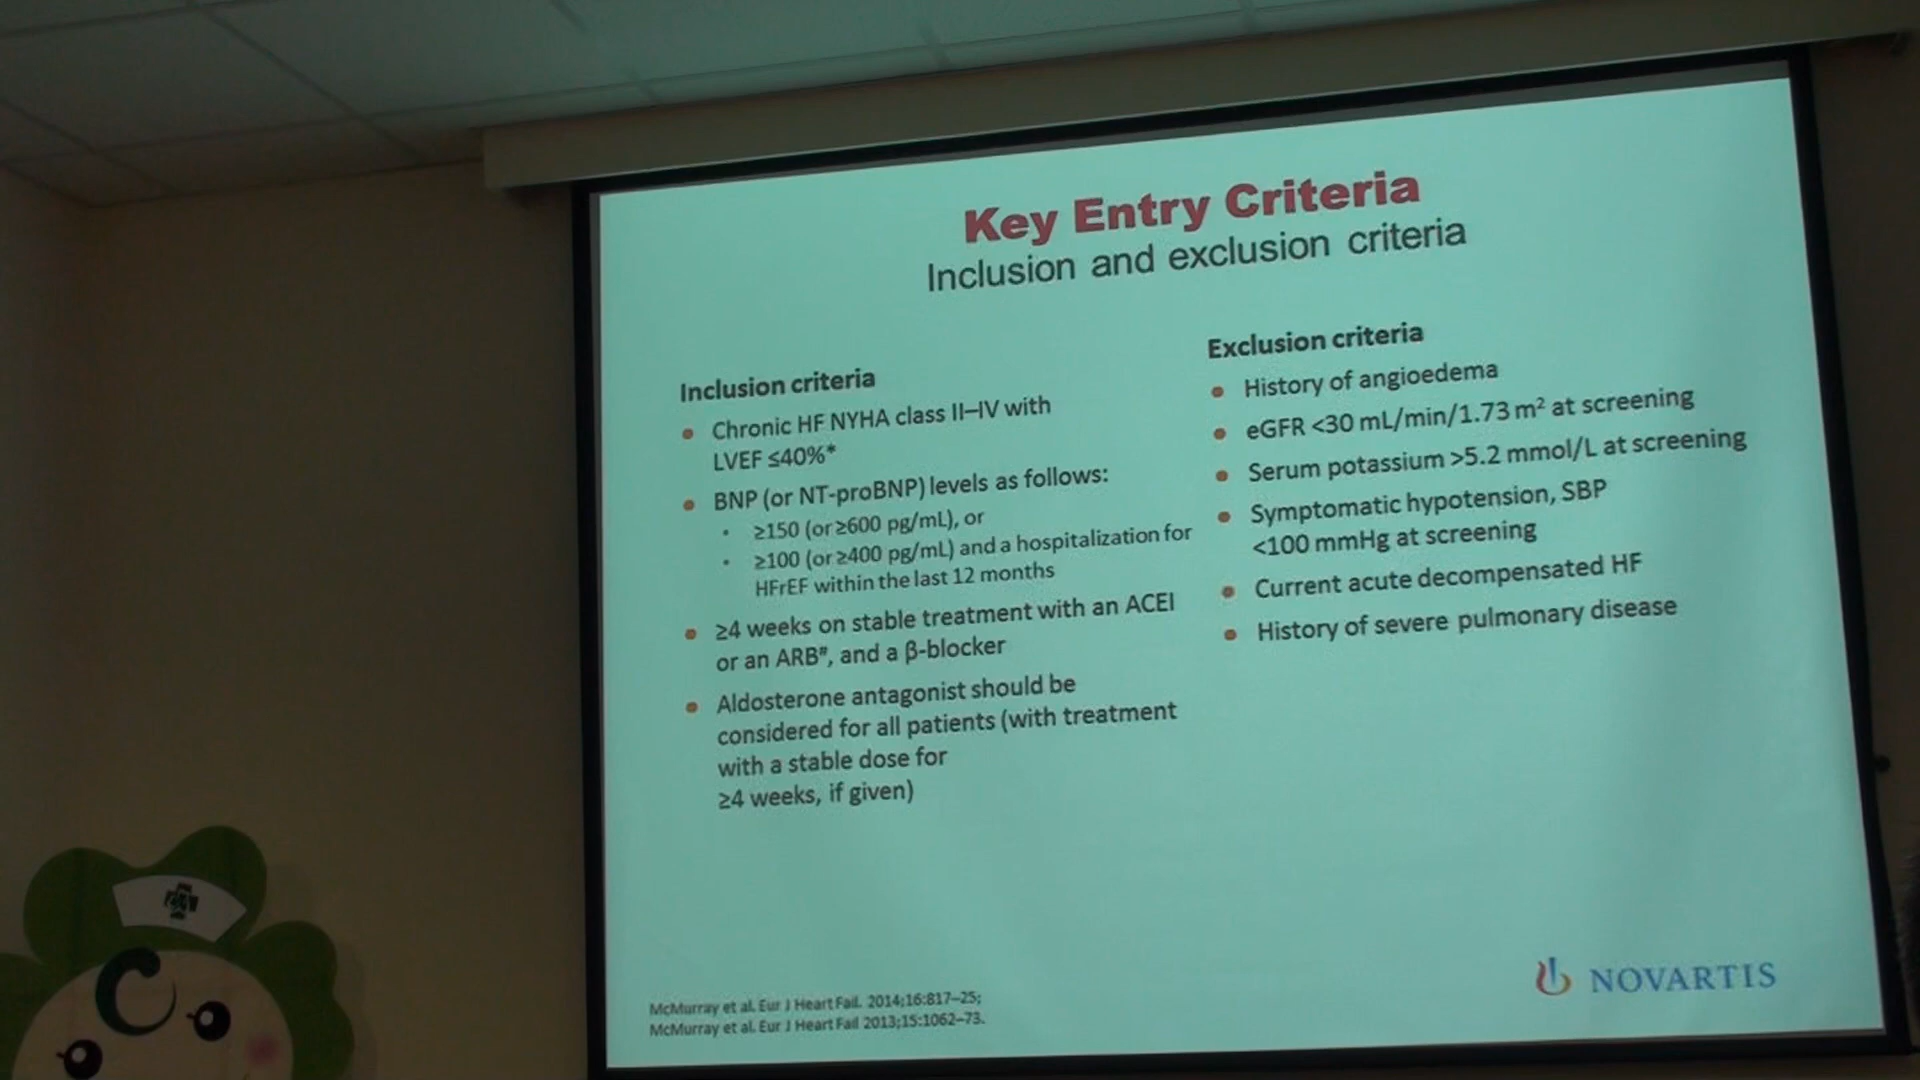 Key Entry Criteria
Inclusion and exclusion criteria
Inclusion criteria
• Chronic HF NYHA class II–IV with
LVEF ≤40%*
• BNP (or NT-proBNP) levels as follows:
• ≥150 (or ≥600 pg/mL), or
• ≥100 (or ≥400 pg/mL) and a hospitalization for
HFrEF within the last 12 months
• ≥4 weeks on stable treatment with an ACEI
or an ARB#, and a β-blocker
• Aldosterone antagonist should be
considered for all patients (with treatment
with a stable dose for
≥4 weeks, if given)
Exclusion criteria
• History of angioedema
• eGFR <30 mL/min/1.73 m² at screening
• Serum potassium >5.2 mmol/L at screening
• Symptomatic hypotension, SBP
<100 mmHg at screening
• Current acute decompensated HF
• History of severe pulmonary disease
McMurray et al. Eur J Heart Fail. 2014;16:817–25;
McMurray et al. Eur J Heart Fail 2013;15:1062–73.
NOVARTIS